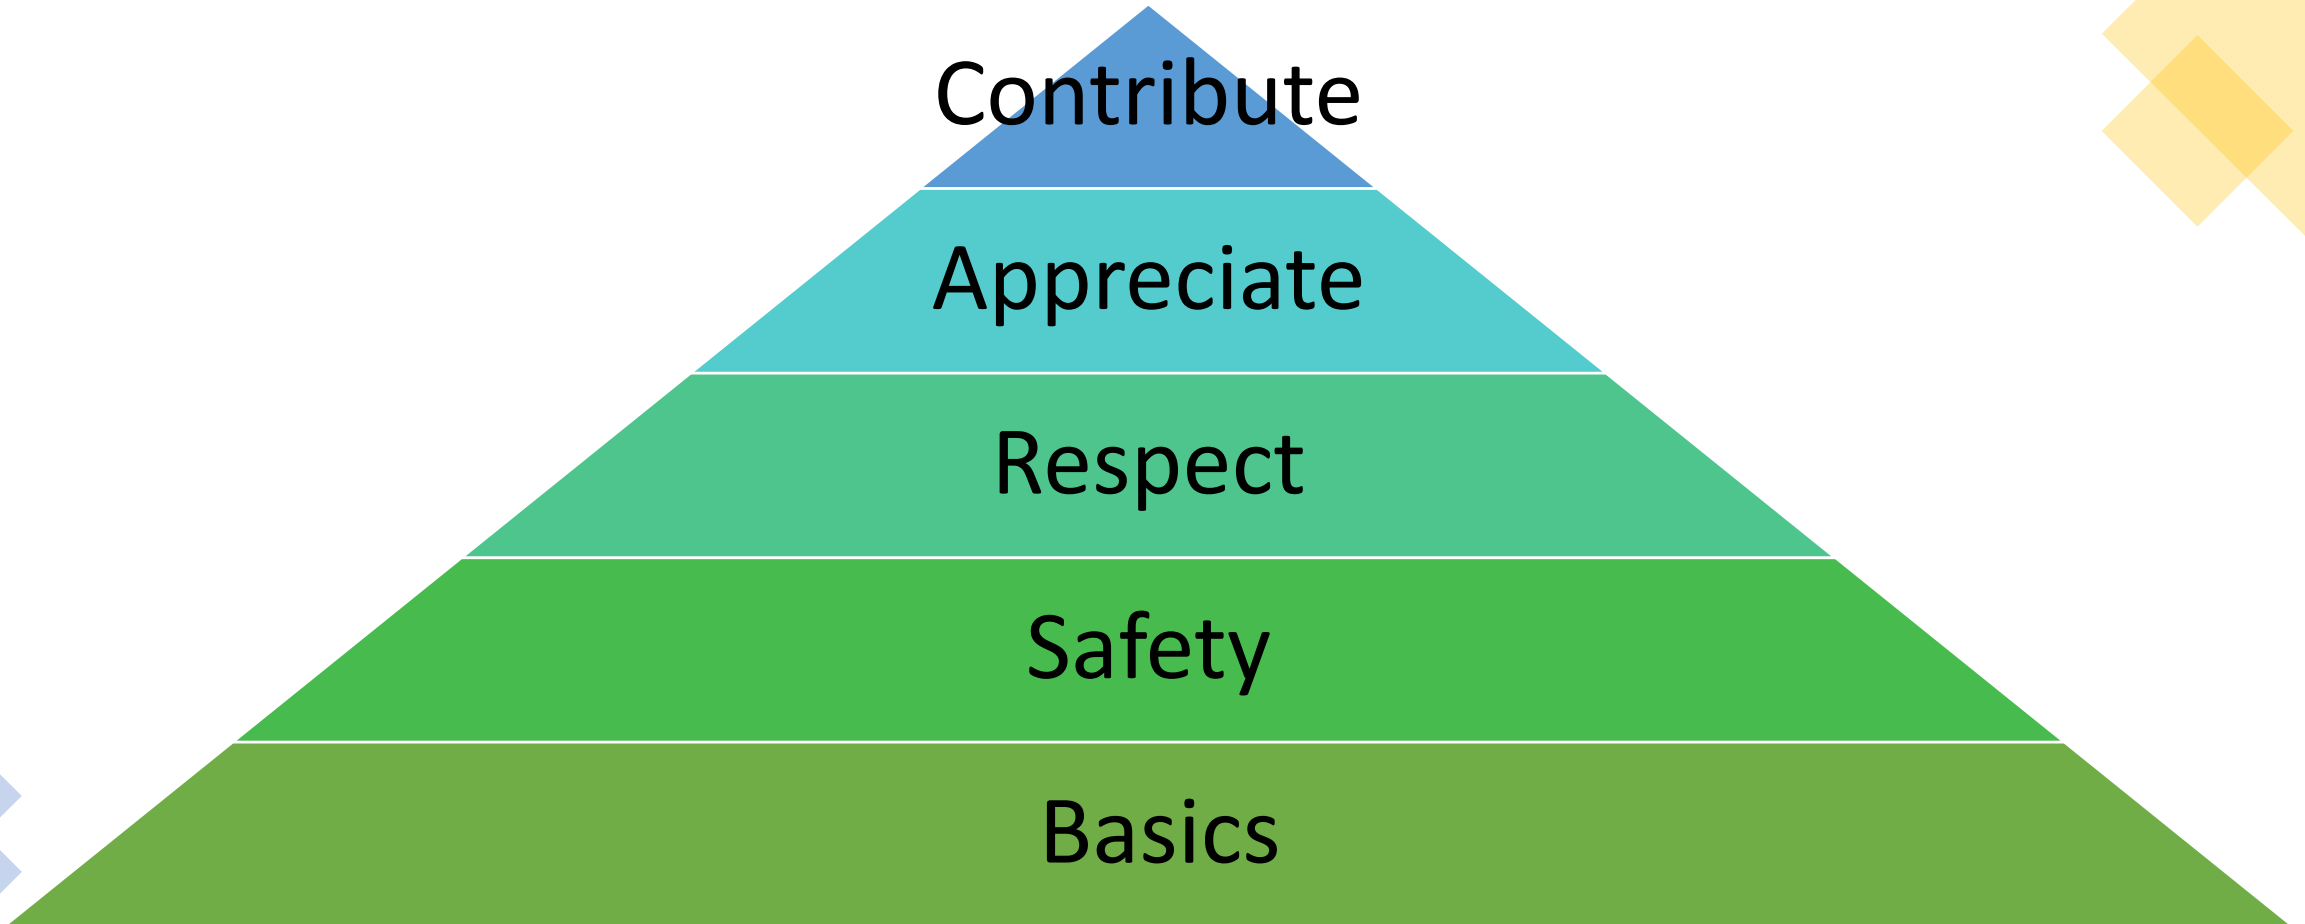 Contribute
Appreciate
Respect
Safety
Basics